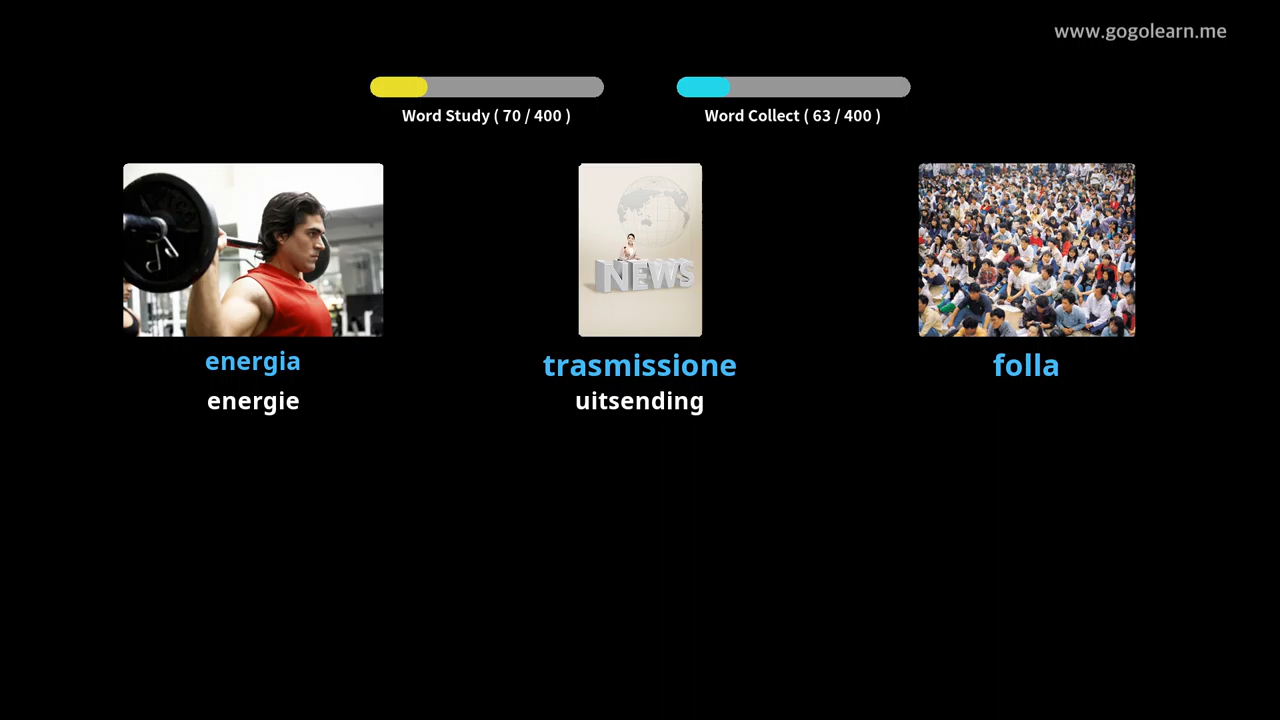 www.gogolearn.me
Word Study ( 70 / 400 )
Word Collect ( 63 / 400 )
NEWS
energia
trasmissione
folla
energie
uitsending